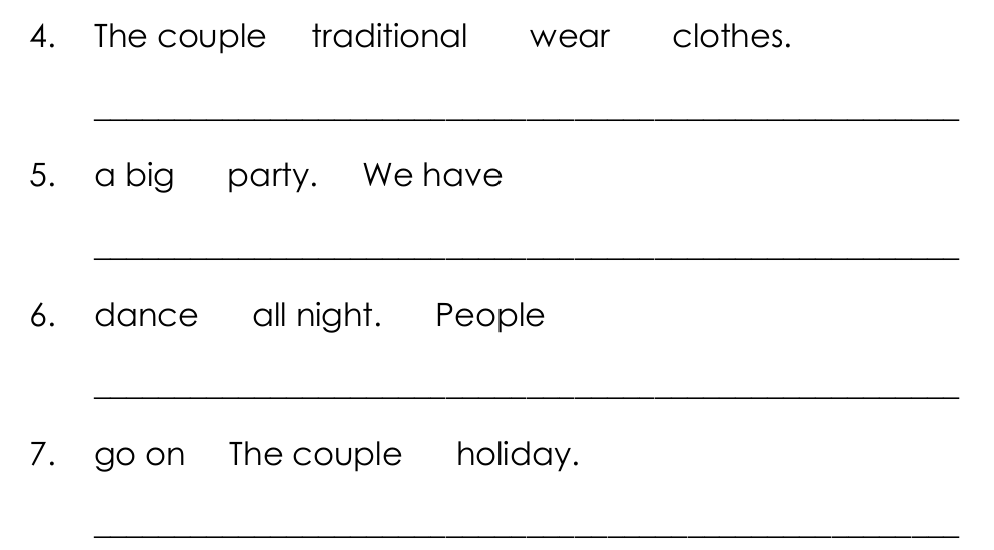 4. The couple traditional wear clothes.
5. a big party. We have
6. dance all night. People
7. go on The couple holiday.